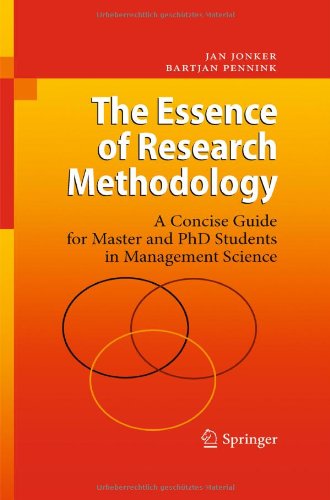 JAN JONKER
BARTJAN PENNINK
The Essence
of Research
Methodology
A Concise Guide
for Master and PhD Students
in Management Science
Springer
Urheberrechtlich geschütztes Material